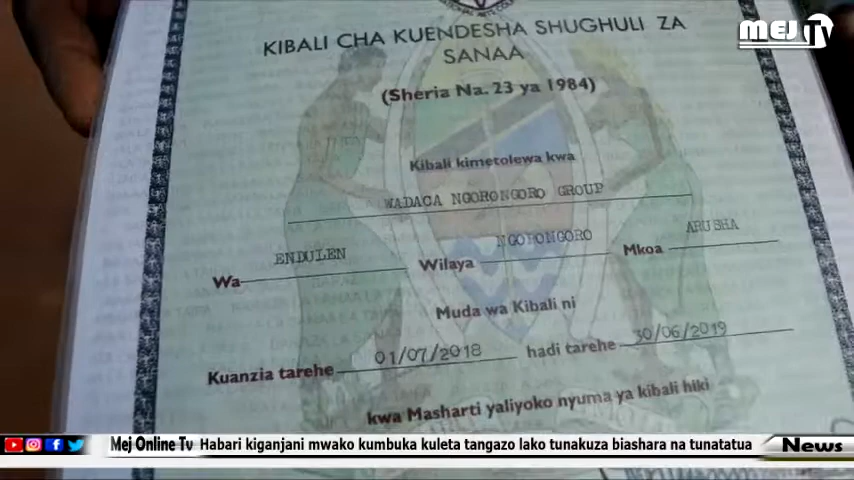 MEJ TV
KIBALI CHA KUENDESHA SHUGHULI ZA
SANAA
(Sheria Na. 23 ya 1984)
Kibali kimetolewa kwa
WADACA NGORONGORO GROUP
Wa ENDULEN Wilaya NGORONGORO Mkoa ARUSHA
Muda wa Kibali ni
Kuanzia tarehe 01/07/2018 hadi tarehe 30/06/2019
kwa Masharti yaliyoko nyuma ya kibali hiki
Mej Online Tv Habari kiganjani mwako kumbuka kuleta tangazo lako tunakuza biashara na tunatatua News